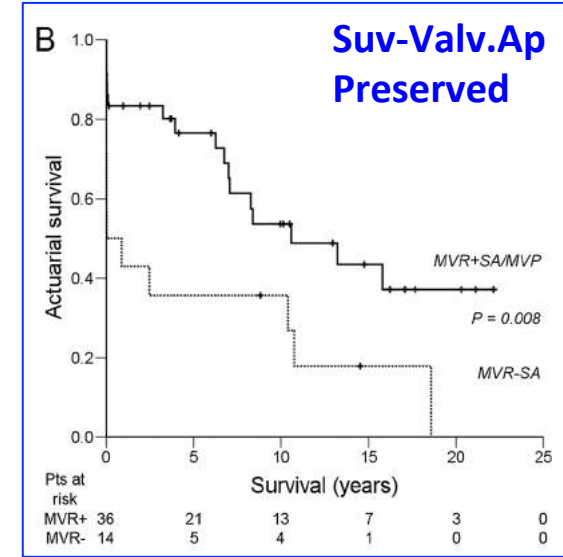 B
Suv-Valv.Ap
Preserved
1.0
0.8
0.6
0.4
0.2
0.0
Actuarial survival
MVR+SA/MVP
P = 0.008
MVR-SA
0 5 10 15 20 25
Survival (years)
Pts at
risk
MVR+ 36 21 13 7 3 0
MVR- 14 5 4 1 0 0